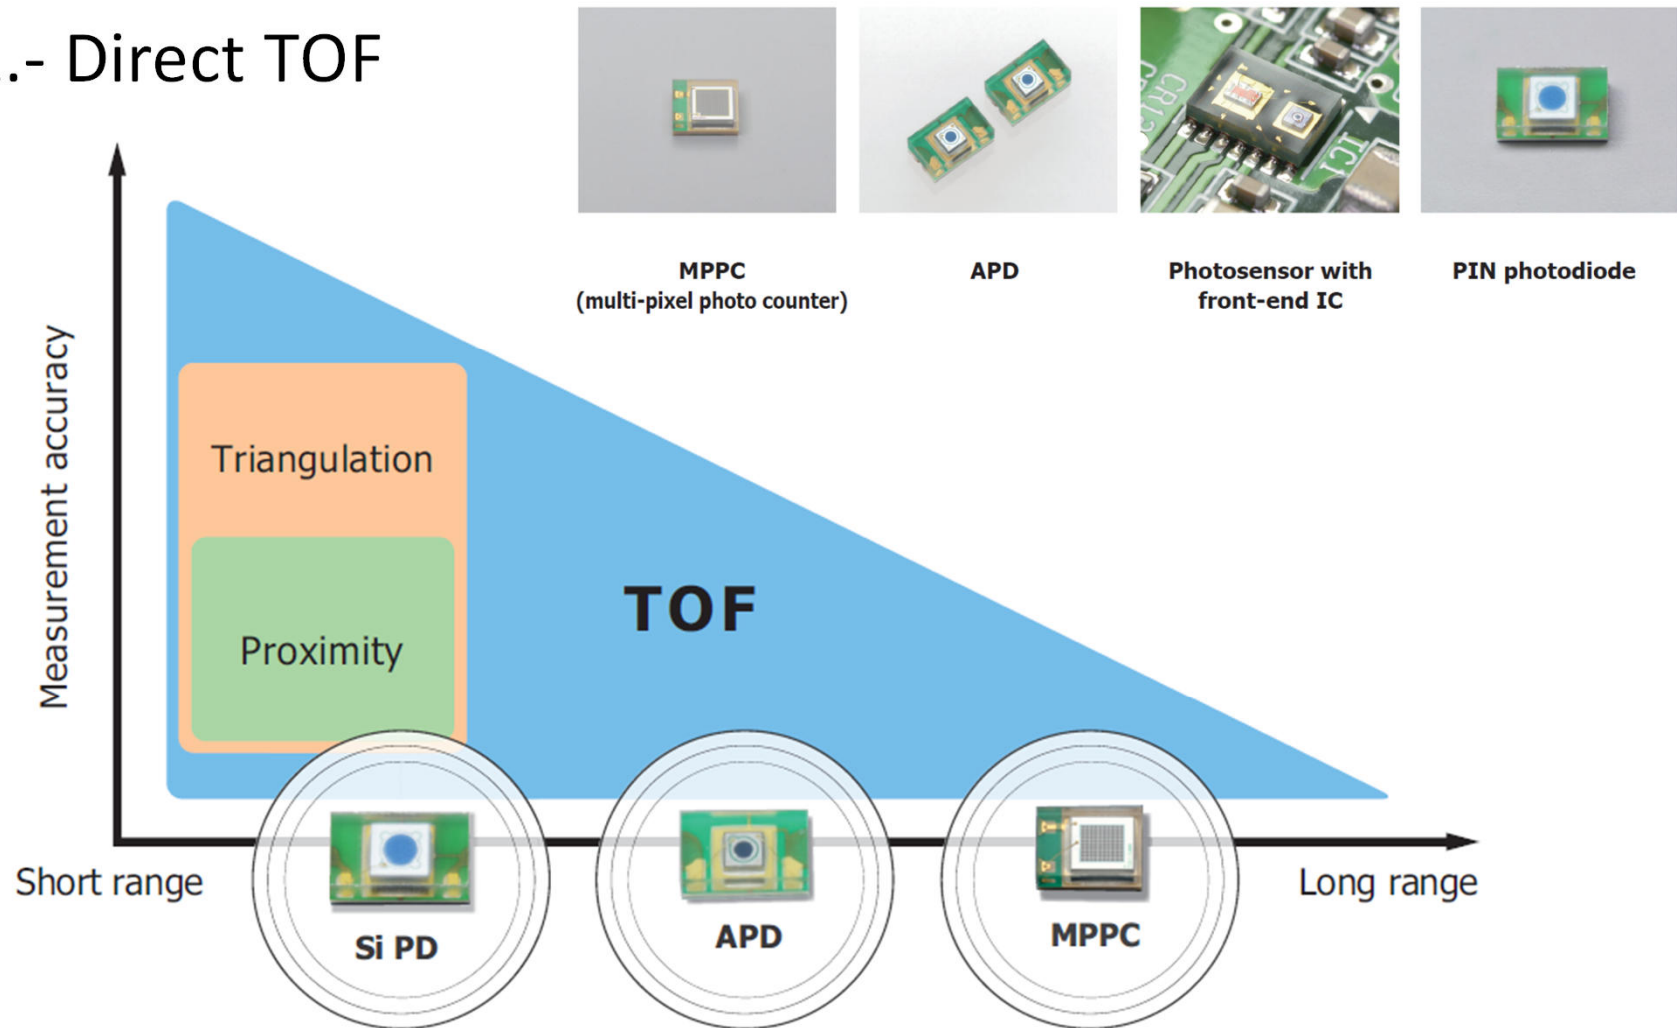 .- Direct TOF
MPPC
(multi-pixel photo counter)
APD
Photosensor with
front-end IC
PIN photodiode
Measurement accuracy
Triangulation
Proximity
TOF
Short range
Long range
Si PD
APD
MPPC
IC1